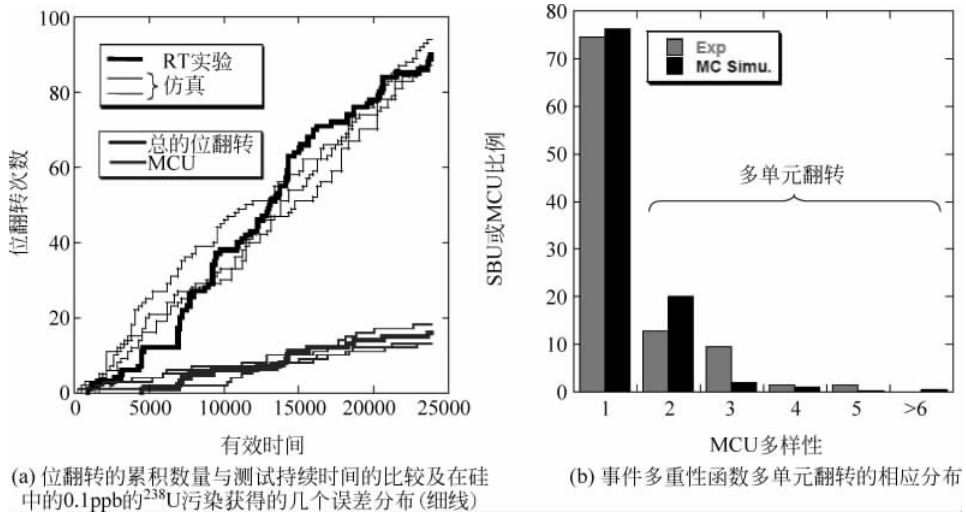 100
80
60
40
20
0
位翻转次数
RT实验
仿真
总的位翻转
MCU
0 5000 10000 15000 20000 25000
有效时间
(a) 位翻转的累积数量与测试持续时间的比较及在硅
中的0.1ppb的²³⁸U污染获得的几个误差分布(细线)
80
70
60
50
40
30
20
10
0
SBU或MCU比例
Exp
MC Simu.
多单元翻转
1 2 3 4 5 >6
MCU多样性
(b) 事件多重性函数多单元翻转的相应分布